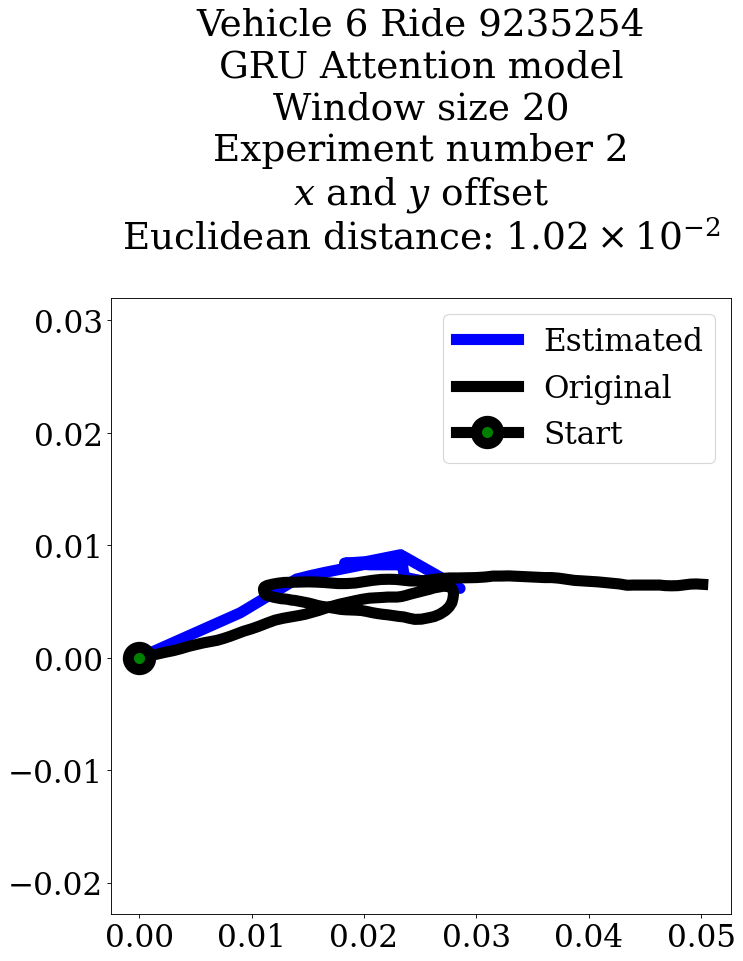 Vehicle 6 Ride 9235254
GRU Attention model
Window size 20
Experiment number 2
x and y offset
Euclidean distance: 1.02 × 10⁻²
Estimated
Original
Start
0.03
0.02
0.01
0.00
−0.01
−0.02
0.00 0.01 0.02 0.03 0.04 0.05